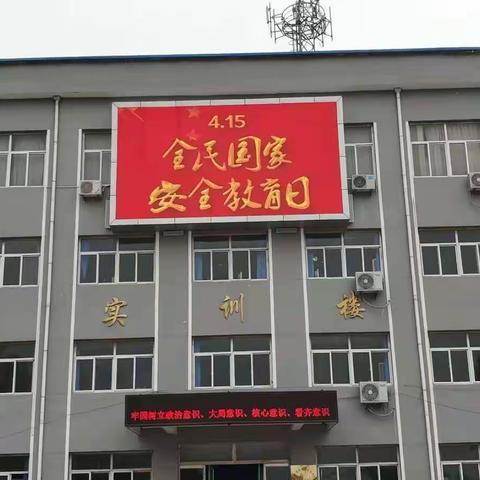 4.15
全民国家
安全教育日
实训楼
牢固树立政治意识、大局意识、核心意识、看齐意识